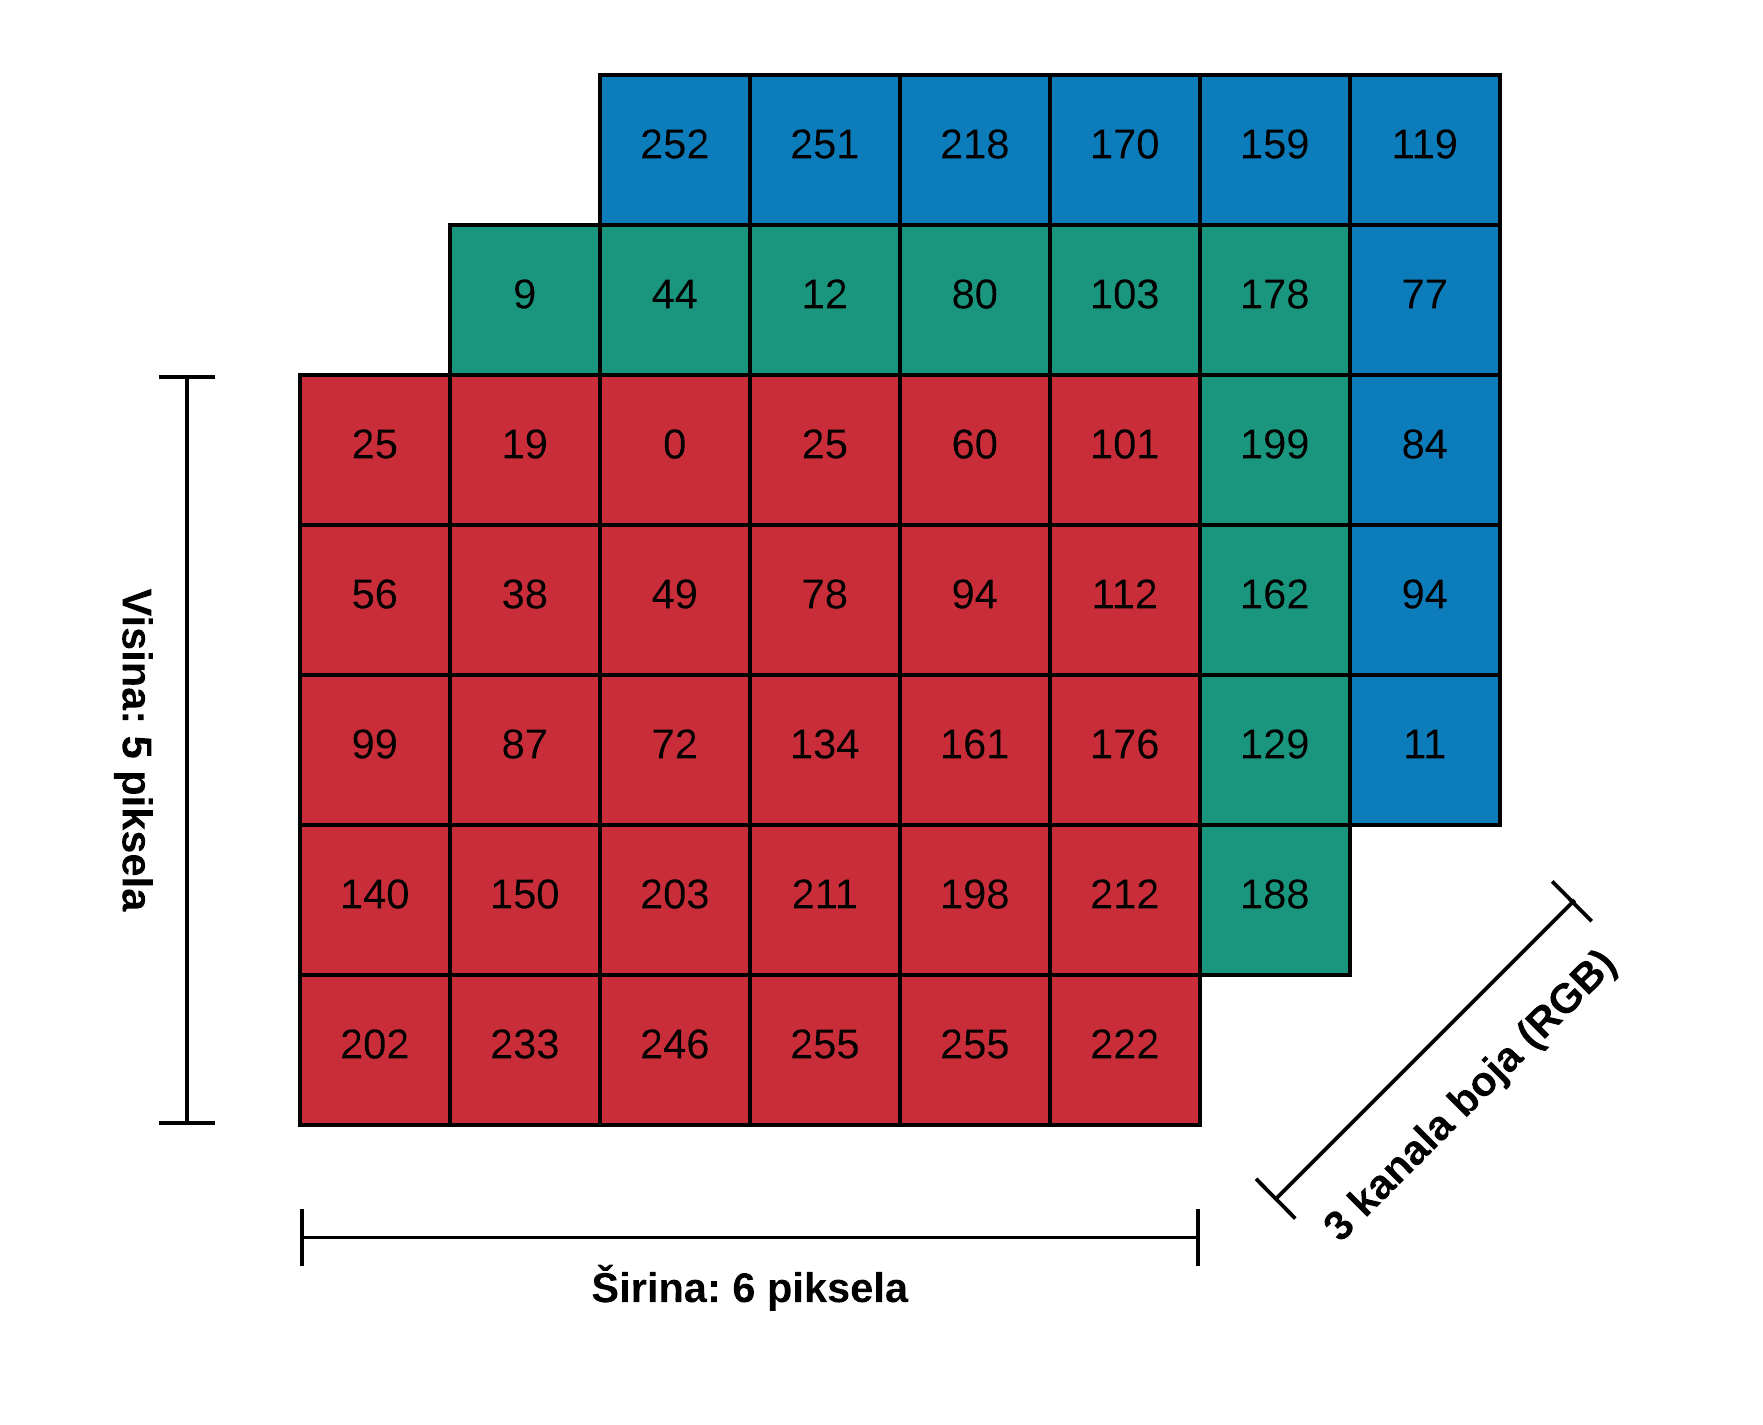 252 251 218 170 159 119
9 44 12 80 103 178 77
25 19 0 25 60 101 199 84
56 38 49 78 94 112 162 94
99 87 72 134 161 176 129 11
140 150 203 211 198 212 188
202 233 246 255 255 222
Visina: 5 piksela
Širina: 6 piksela
3 kanala boja (RGB)